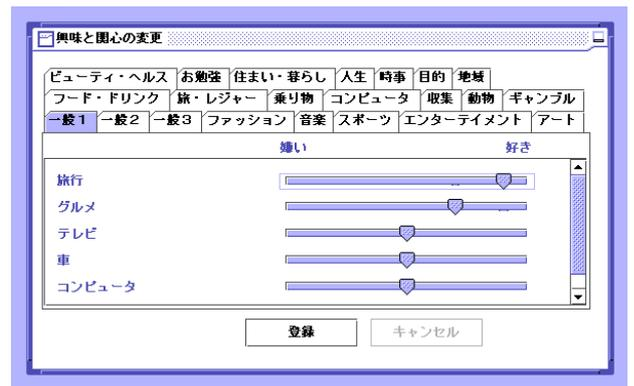 興味と関心の変更
ビューティ・ヘルス お勉強 住まい・暮らし 人生 時事 目的 地域
フード・ドリンク 旅・レジャー 乗り物 コンピュータ 収集 動物 ギャンブル
一般1 一般2 一般3 ファッション 音楽 スポーツ エンターテイメント アート
嫌い 好き
旅行
グルメ
テレビ
車
コンピュータ
登録 キャンセル